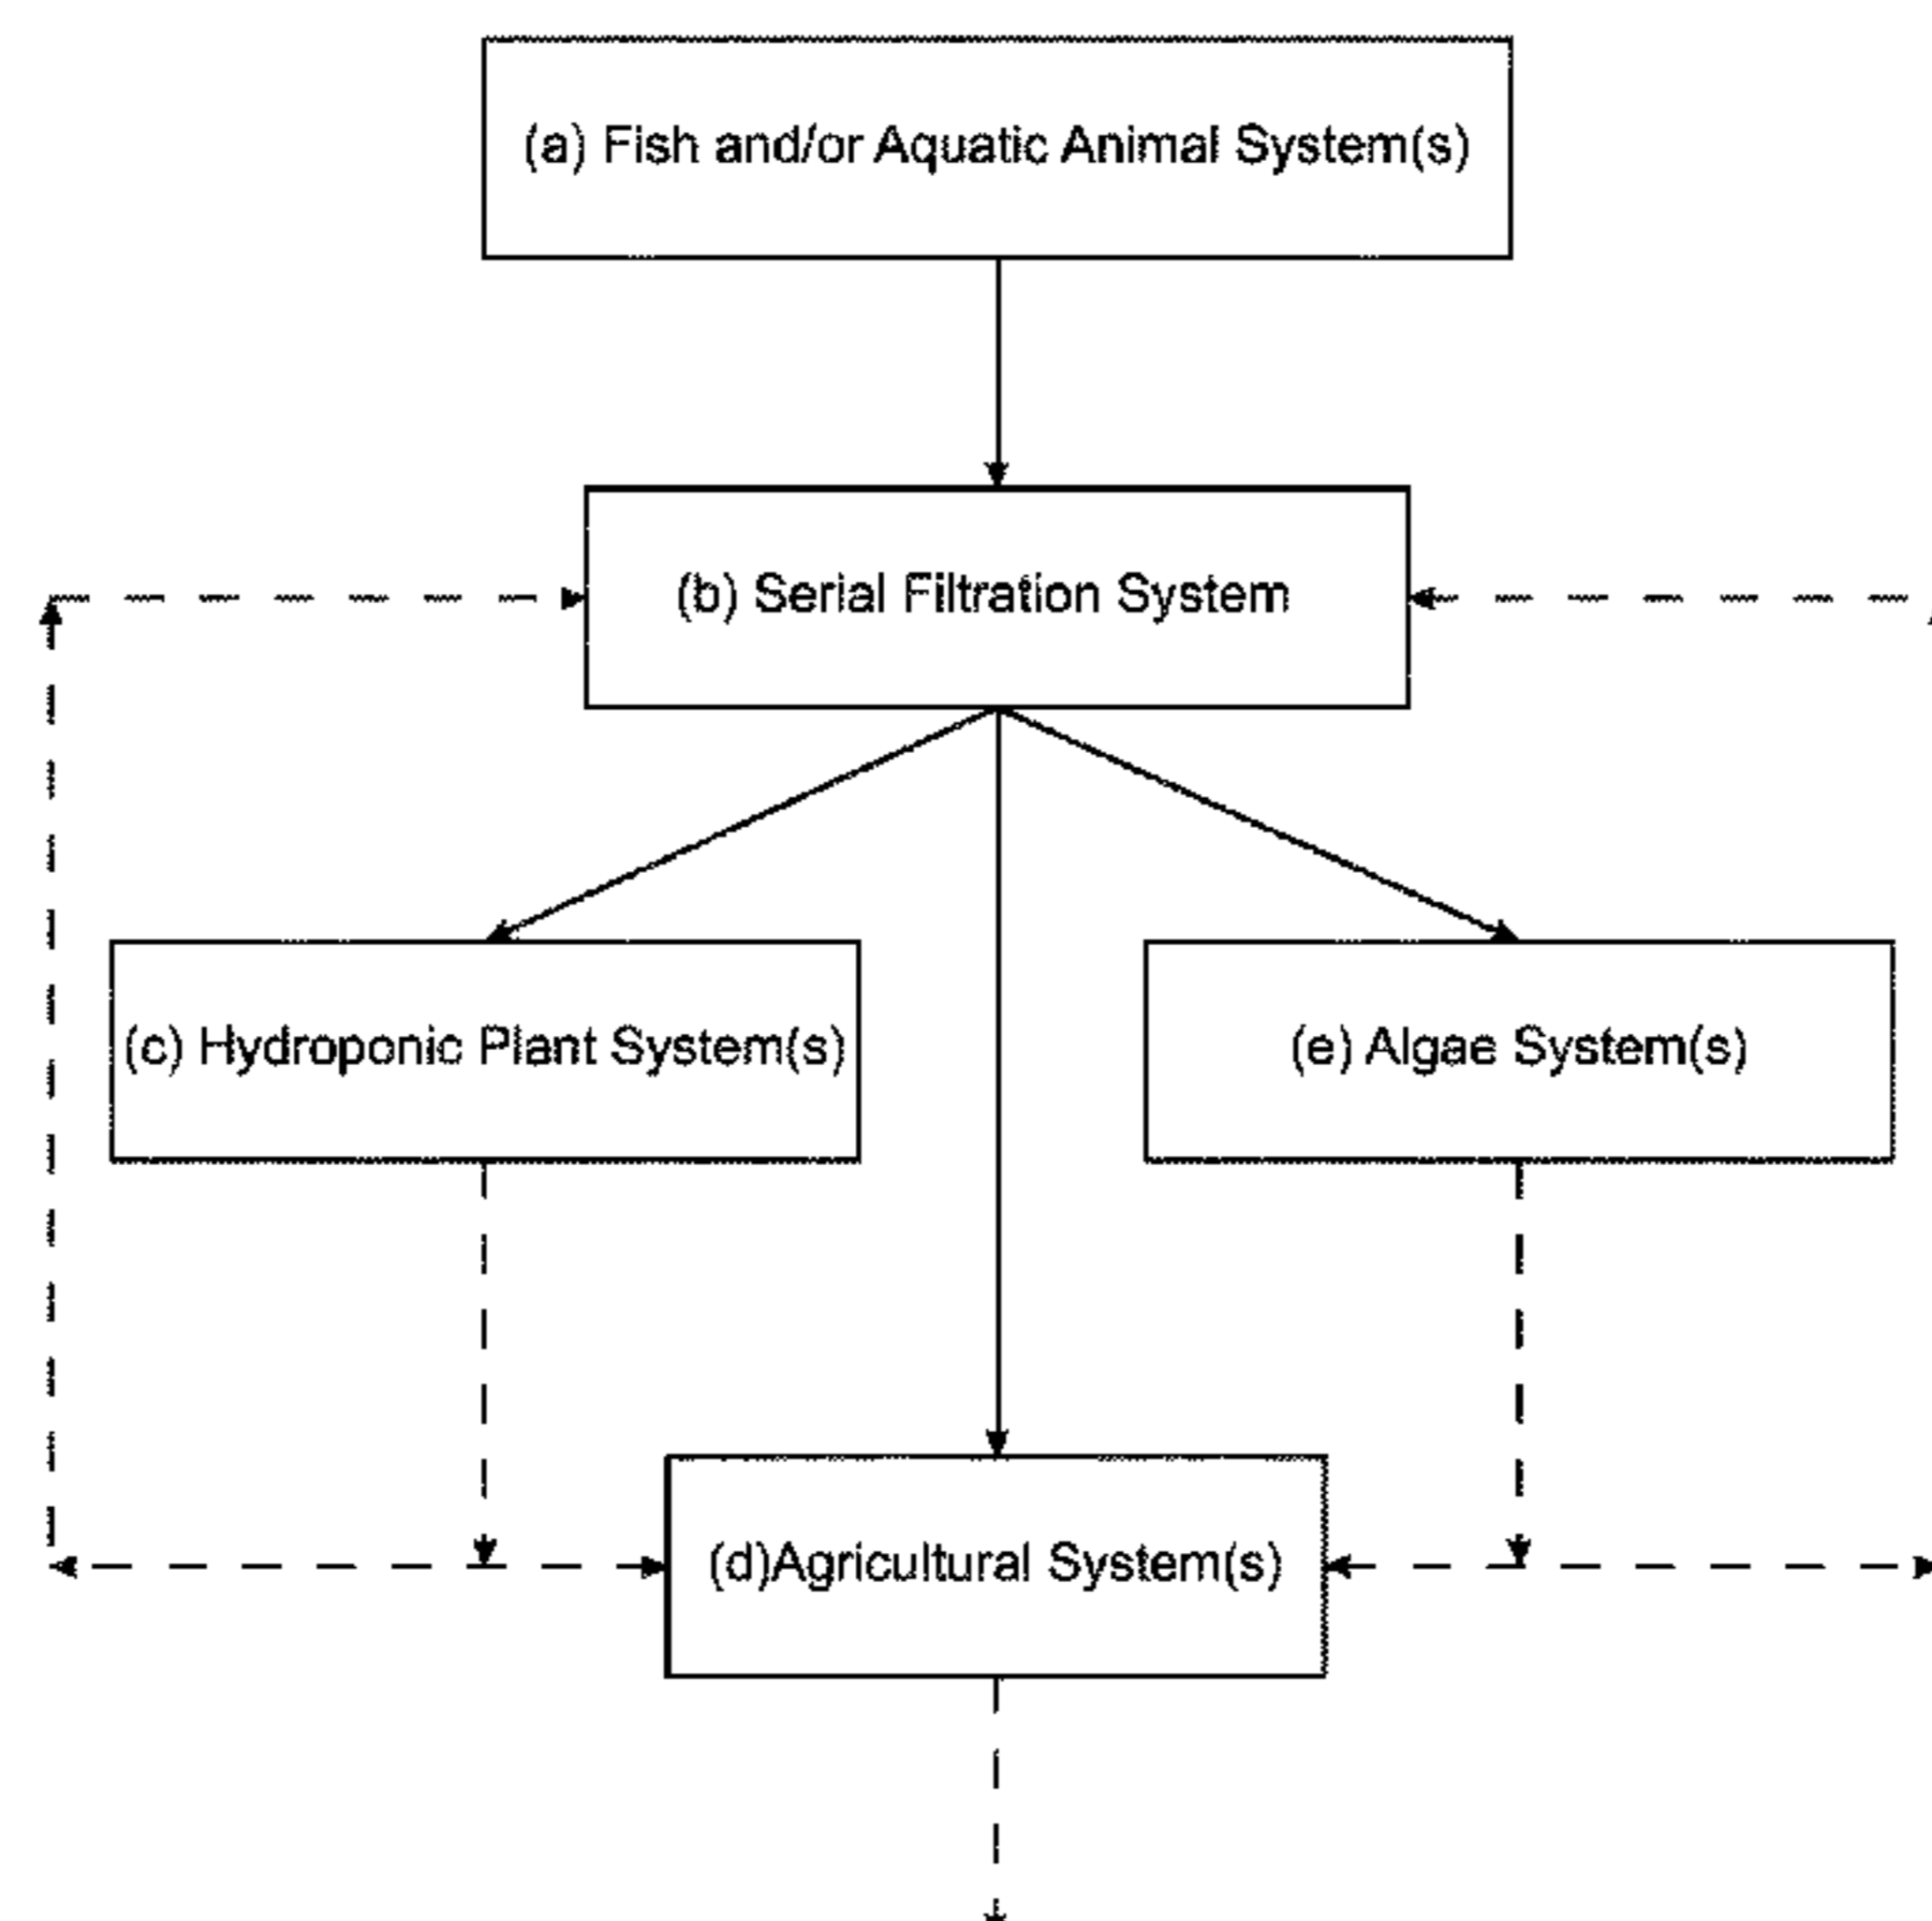 (a) Fish and/or Aquatic Animal System(s)
(b) Serial Filtration System
(c) Hydroponic Plant System(s)
(e) Algae System(s)
(d)Agricultural System(s)